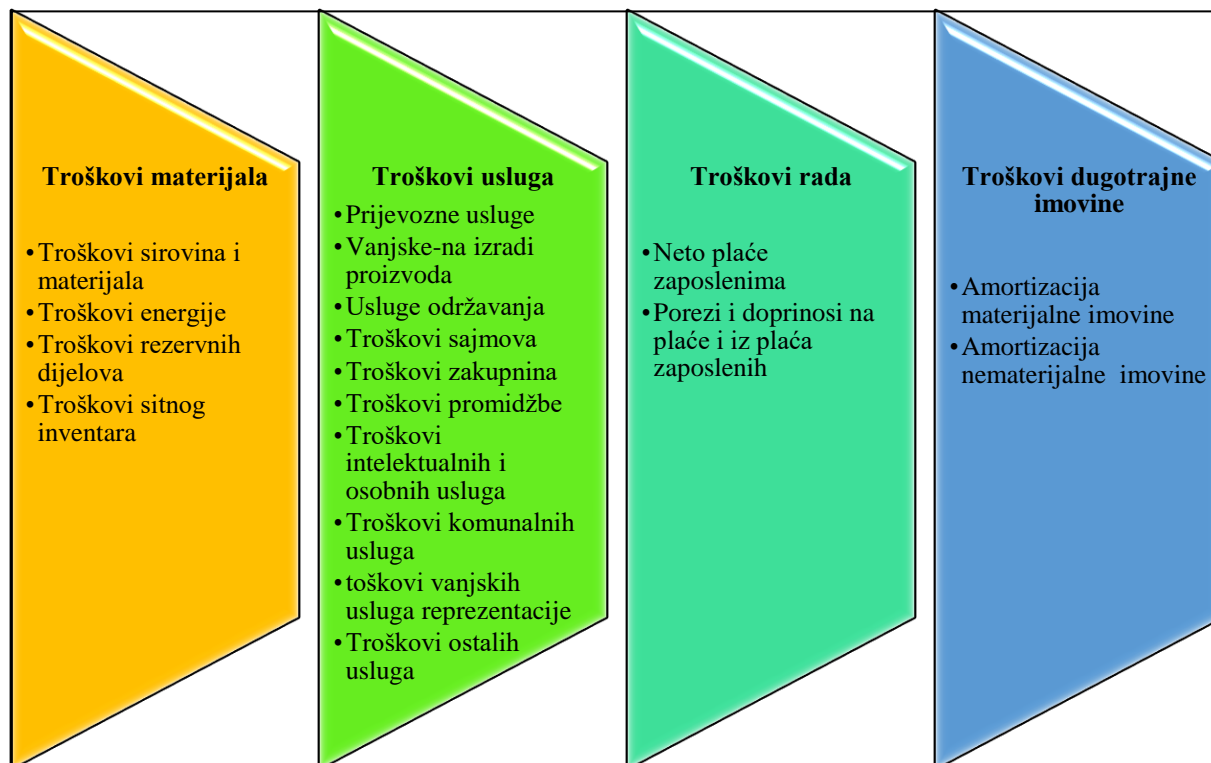 Troškovi materijala
•Troškovi sirovina i
materijala
•Troškovi energije
•Troškovi rezervnih
dijelova
•Troškovi sitnog
inventara
Troškovi usluga
•Prijevozne usluge
•Vanjske-na izradi
proizvoda
•Usluge održavanja
•Troškovi sajmova
•Troškovi zakupnina
•Troškovi promidžbe
•Troškovi
intelektualnih i
osobnih usluga
•Troškovi komunalnih
usluga
•toškovi vanjskih
usluga reprezentacije
•Troškovi ostalih
usluga
Troškovi rada
•Neto plaće
zaposlenima
•Porezi i doprinosi na
plaće i iz plaća
zaposlenih
Troškovi dugotrajne
imovine
•Amortizacija
materijalne imovine
•Amortizacija
nematerijalne imovine